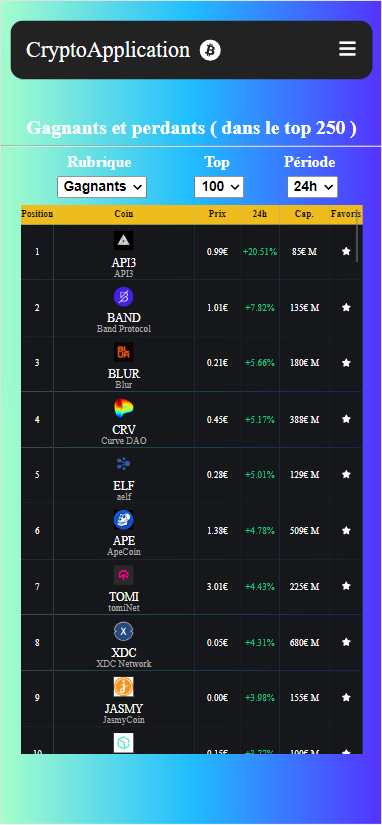 CryptoApplication
Gagnants et perdants ( dans le top 250 )
Rubrique Top Période
Gagnants 100 24h
Position Coin Prix 24h Cap. Favoris
1 API3 0.99€ +20.51% 85€ M
API3
2 BAND 1.01€ +7.82% 135€ M
Band Protocol
3 BLUR 0.21€ +5.66% 180€ M
Blur
4 CRV 0.45€ +5.17% 388€ M
Curve DAO
5 ELF 0.28€ +5.01% 129€ M
aelf
6 APE 1.38€ +4.78% 509€ M
ApeCoin
7 TOMI 3.01€ +4.43% 225€ M
tomiNet
8 XDC 0.05€ +4.31% 680€ M
XDC Network
9 JASMY 0.00€ +3.98% 155€ M
JasmyCoin
10 0.15€ +3.77% 100€ M